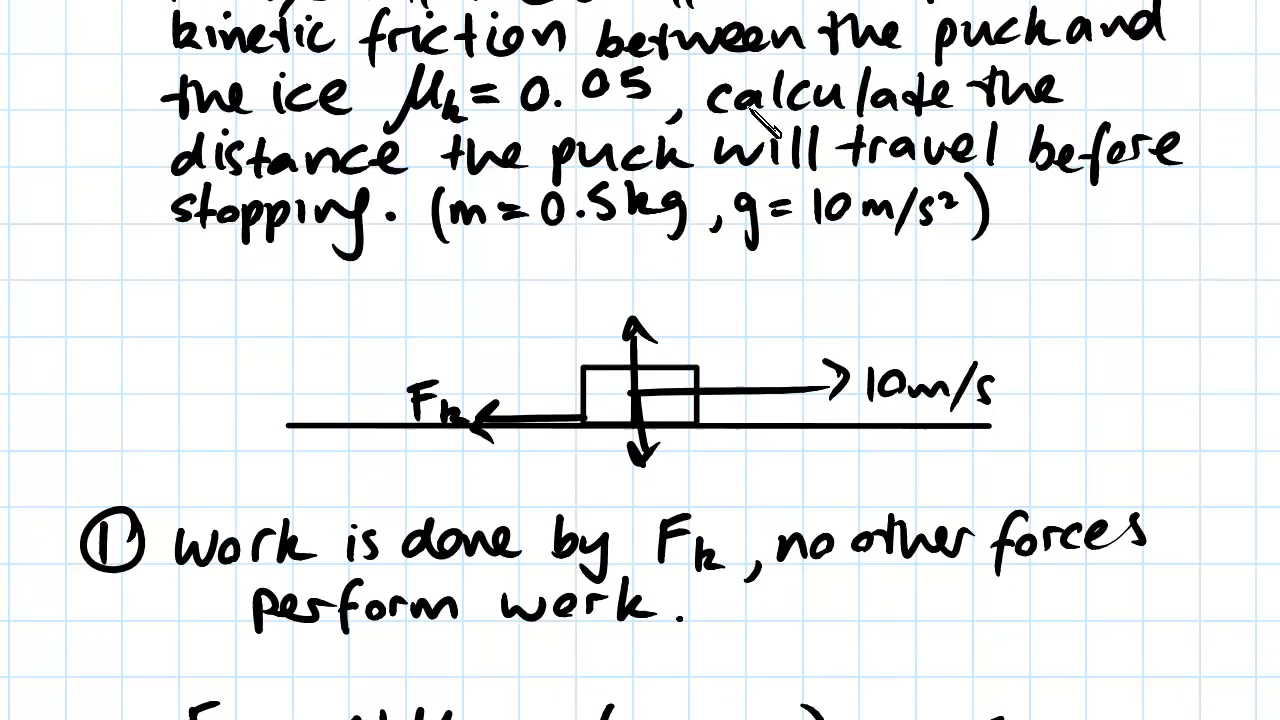 kinetic friction between the puck and
the ice μk = 0.05, calculate the
distance the puck will travel before
stopping. (m = 0.5kg, g = 10 m/s²)
Fk
10m/s
① Work is done by Fk, no other forces
perform work.